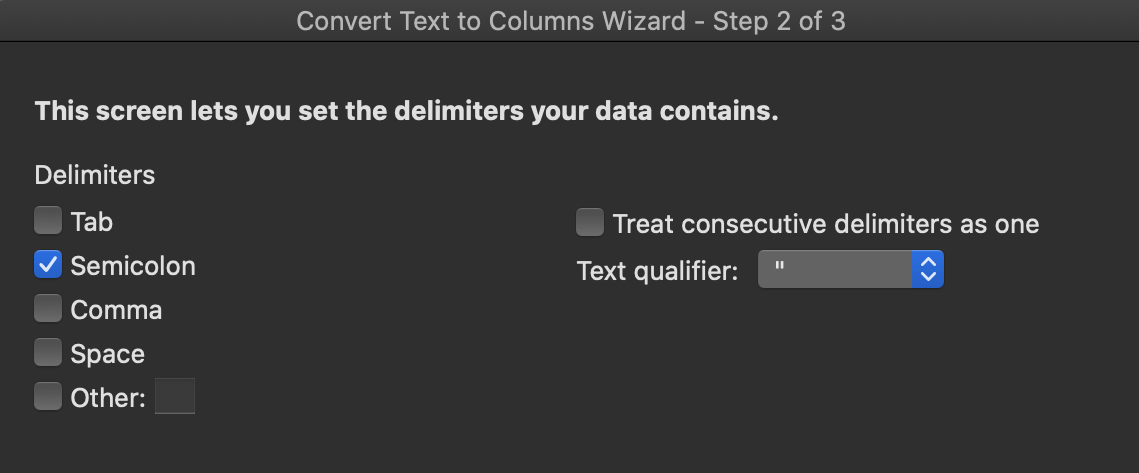 Convert Text to Columns Wizard - Step 2 of 3
This screen lets you set the delimiters your data contains.
Delimiters
Tab
Treat consecutive delimiters as one
Semicolon
Text qualifier: "
Comma
Space
Other: